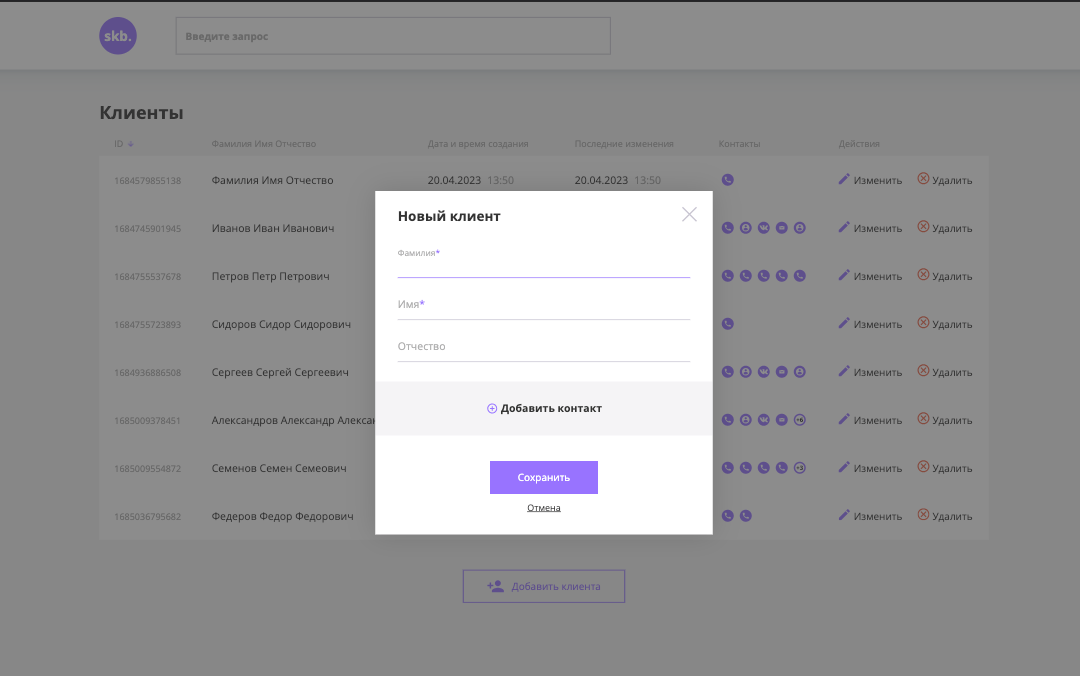 skb.
Введите запрос
Клиенты
ID Фамилия Имя Отчество Дата и время создания Последние изменения Контакты Действия
1684579855138 Фамилия Имя Отчество 20.04.2023 13:50 20.04.2023 13:50 Изменить Удалить
1684745901945 Иванов Иван Иванович Изменить Удалить
1684755537678 Петров Петр Петрович Изменить Удалить
1684755723893 Сидоров Сидор Сидорович Изменить Удалить
1684936886508 Сергеев Сергей Сергеевич Изменить Удалить
1685009378451 Александров Александр Алексан +6 Изменить Удалить
1685009554872 Семенов Семен Семеович +3 Изменить Удалить
1685036795682 Федеров Федор Федорович Изменить Удалить
Новый клиент
Фамилия*
Имя*
Отчество
Добавить контакт
Сохранить
Отмена
Добавить клиента